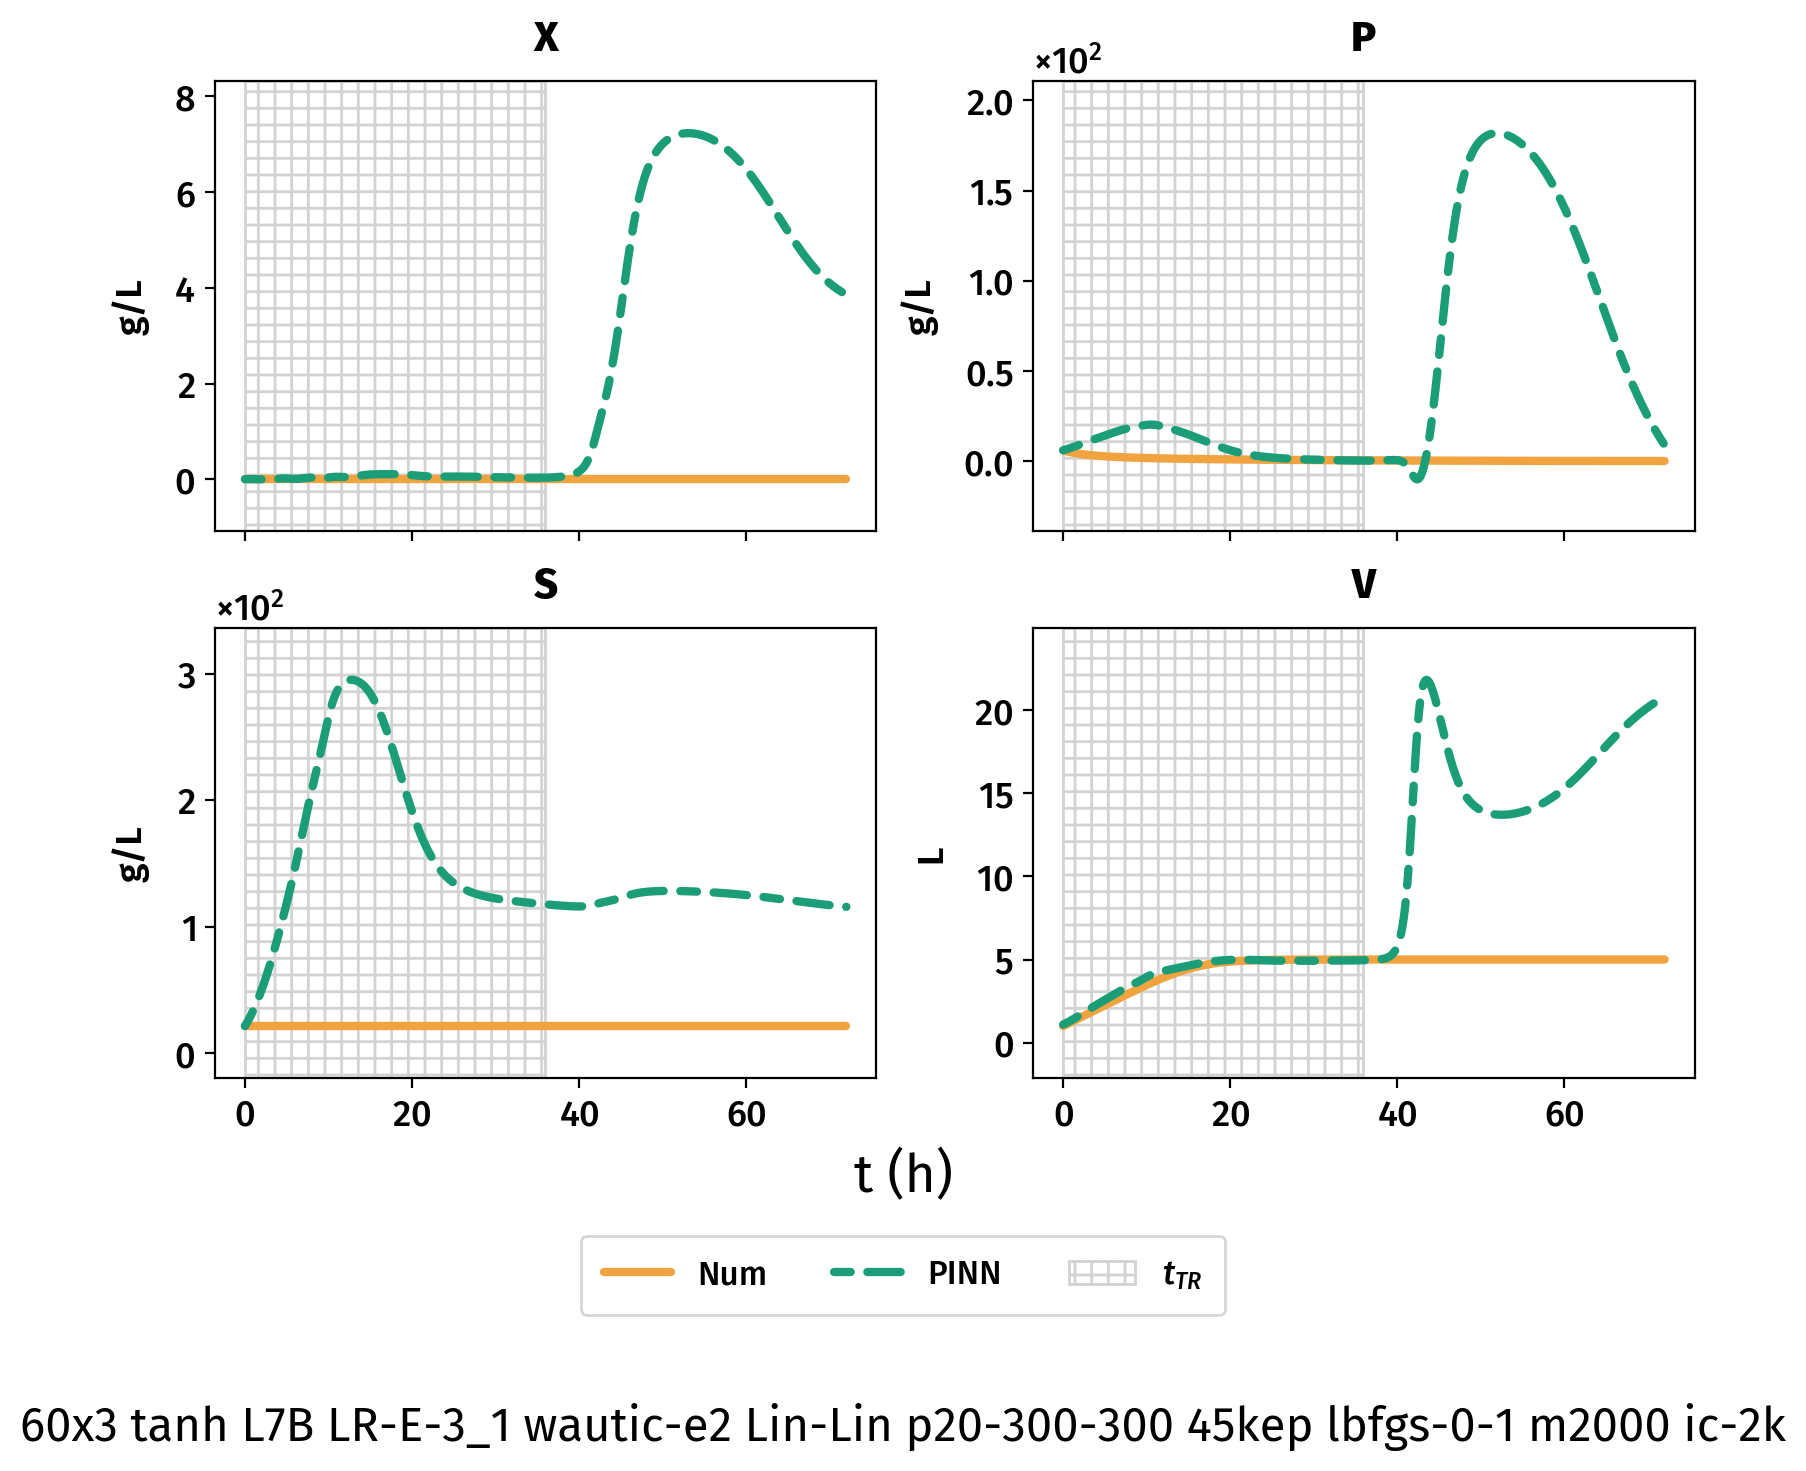 X
8
6
4
2
0
g/L
P
×10²
2.0
1.5
1.0
0.5
0.0
g/L
S
×10²
3
2
1
0
g/L
0 20 40 60
V
20
15
10
5
0
L
0 20 40 60
t (h)
Num PINN t_TR
60x3 tanh L7B LR-E-3_1 wautic-e2 Lin-Lin p20-300-300 45kep lbfgs-0-1 m2000 ic-2k